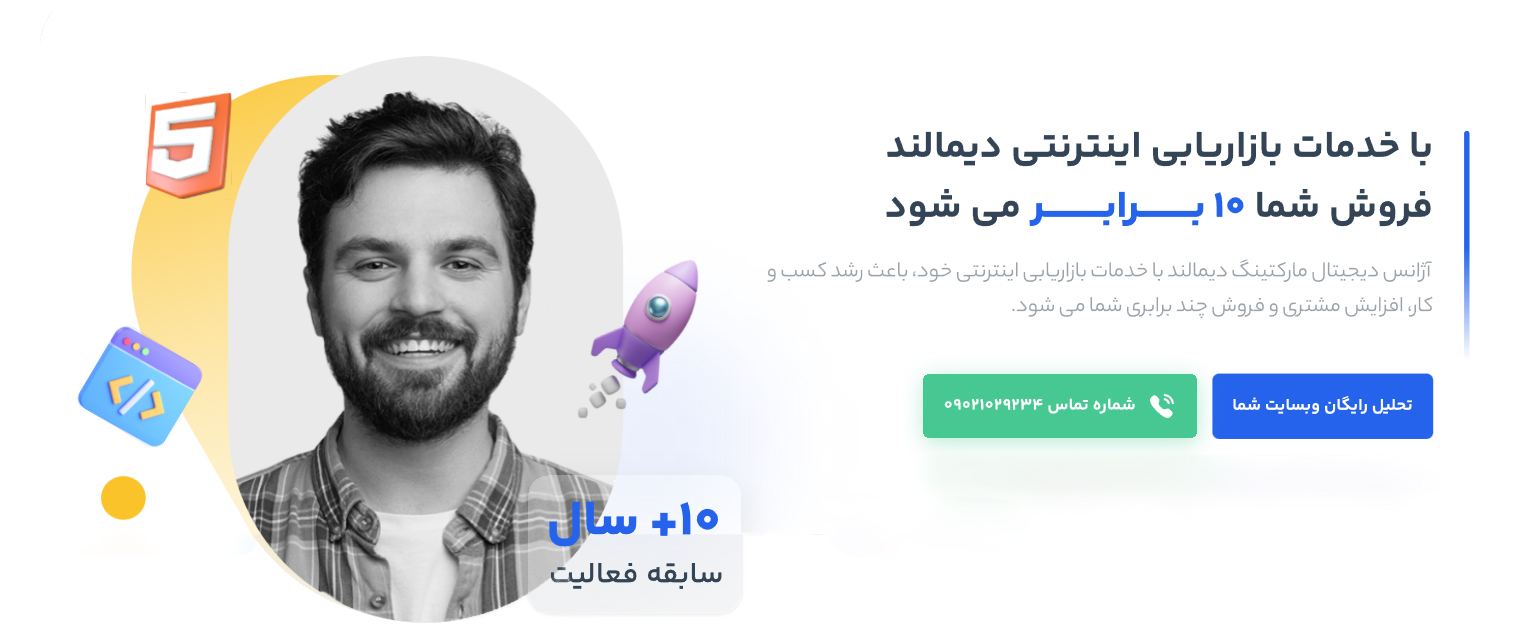 با خدمات بازاریابی اینترنتی دیمالند
فروش شما ۱۰ بـــــرابـــــر می شود
آژانس دیجیتال مارکتینگ دیمالند با خدمات بازاریابی اینترنتی خود، باعث رشد کسب و
کار، افزایش مشتری و فروش چند برابری شما می شود.
تحلیل رایگان وبسایت شما
شماره تماس ۰۹۰۲۱۰۲۹۲۳۴
۱۰+ سال
سابقه فعالیت
5
</>